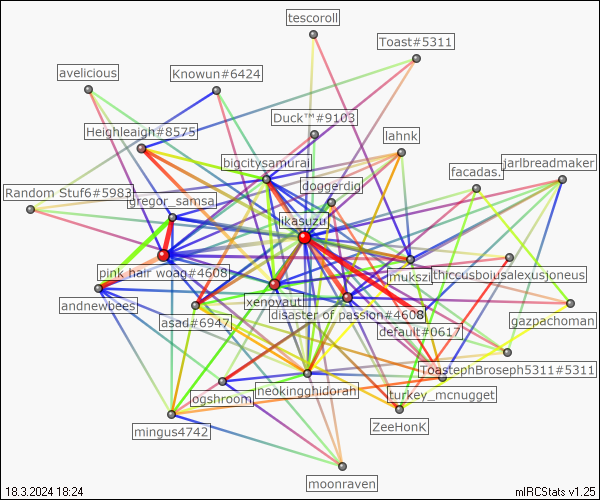 tescoroll
Toast#5311
avelicious
Knowun#6424
Duck™#9103
Heighleagh#8575
lahnk
bigcitysamurai
jarlbreadmaker
facadas.
doggerdig
Random Stuf6#5983
gregor_samsa
likasuzu
pink hair woag#4608
mukszi
thiccusboiusalexusjoneus
andnewbees
xenovaut
disaster of passion#4608
gazpachoman
asad#6947
default#0617
ToastephBroseph5311#5311
neokingghidorah
turkey_mcnugget
ogshroom
ZeeHonK
mingus4742
moonraven
18.3.2024 18:24
mIRCStats v1.25